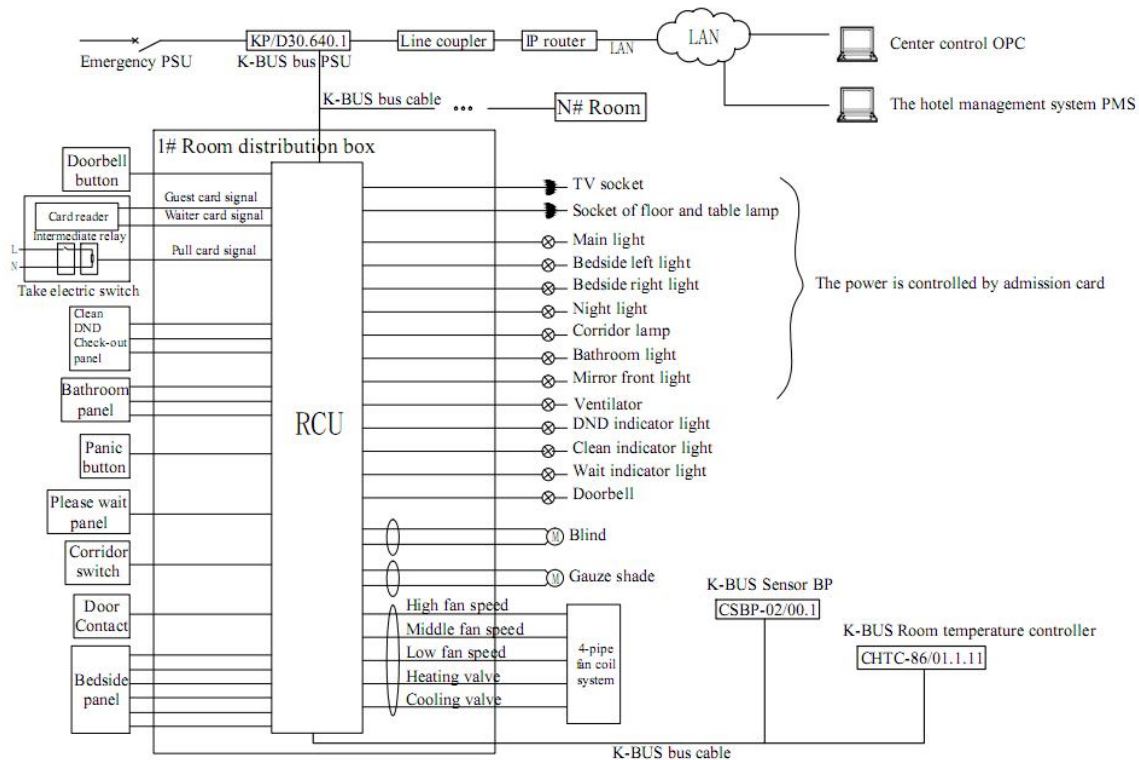 KP/D30.640.1
Line coupler
IP router
LAN
LAN
Center control OPC
Emergency PSU
K-BUS bus PSU
K-BUS bus cable
...
N# Room
The hotel management system PMS
1# Room distribution box
Doorbell
button
Guest card signal
Card reader
Waiter card signal
Intermediate relay
L
N
Pull card signal
Take electric switch
Clean
DND
Check-out
panel
Bathroom
panel
Panic
button
Please wait
panel
Corridor
switch
Door
Contact
Bedside
panel
RCU
TV socket
Socket of floor and table lamp
Main light
Bedside left light
Bedside right light
Night light
Corridor lamp
Bathroom light
Mirror front light
Ventilator
DND indicator light
Clean indicator light
Wait indicator light
Doorbell
The power is controlled by admission card
M
Blind
M
Gauze shade
High fan speed
Middle fan speed
Low fan speed
Heating valve
Cooling valve
4-pipe
fan coil
system
K-BUS Sensor BP
CSBP-02/00.1
K-BUS Room temperature controller
CHTC-86/01.1.11
K-BUS bus cable